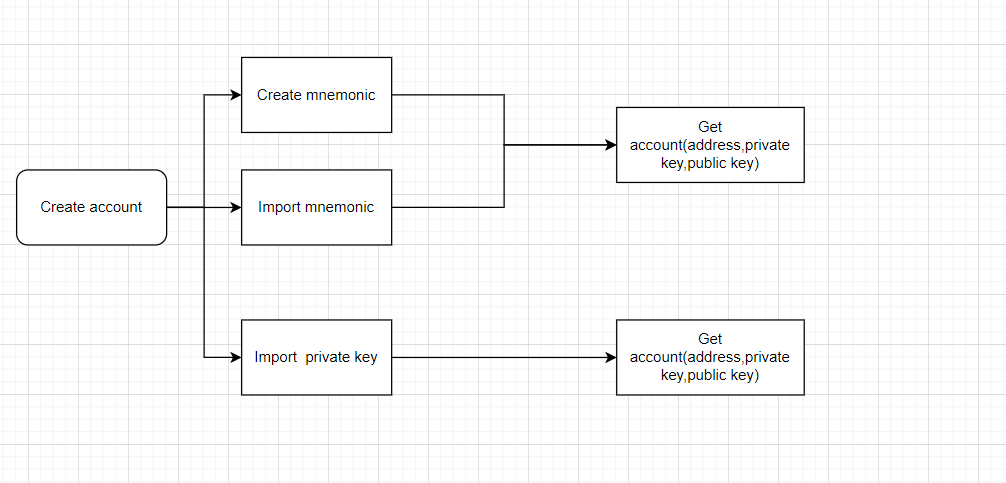 Create mnemonic
Get
account(address,private
key,public key)
Create account
Import mnemonic
Import  private key
Get
account(address,private
key,public key)